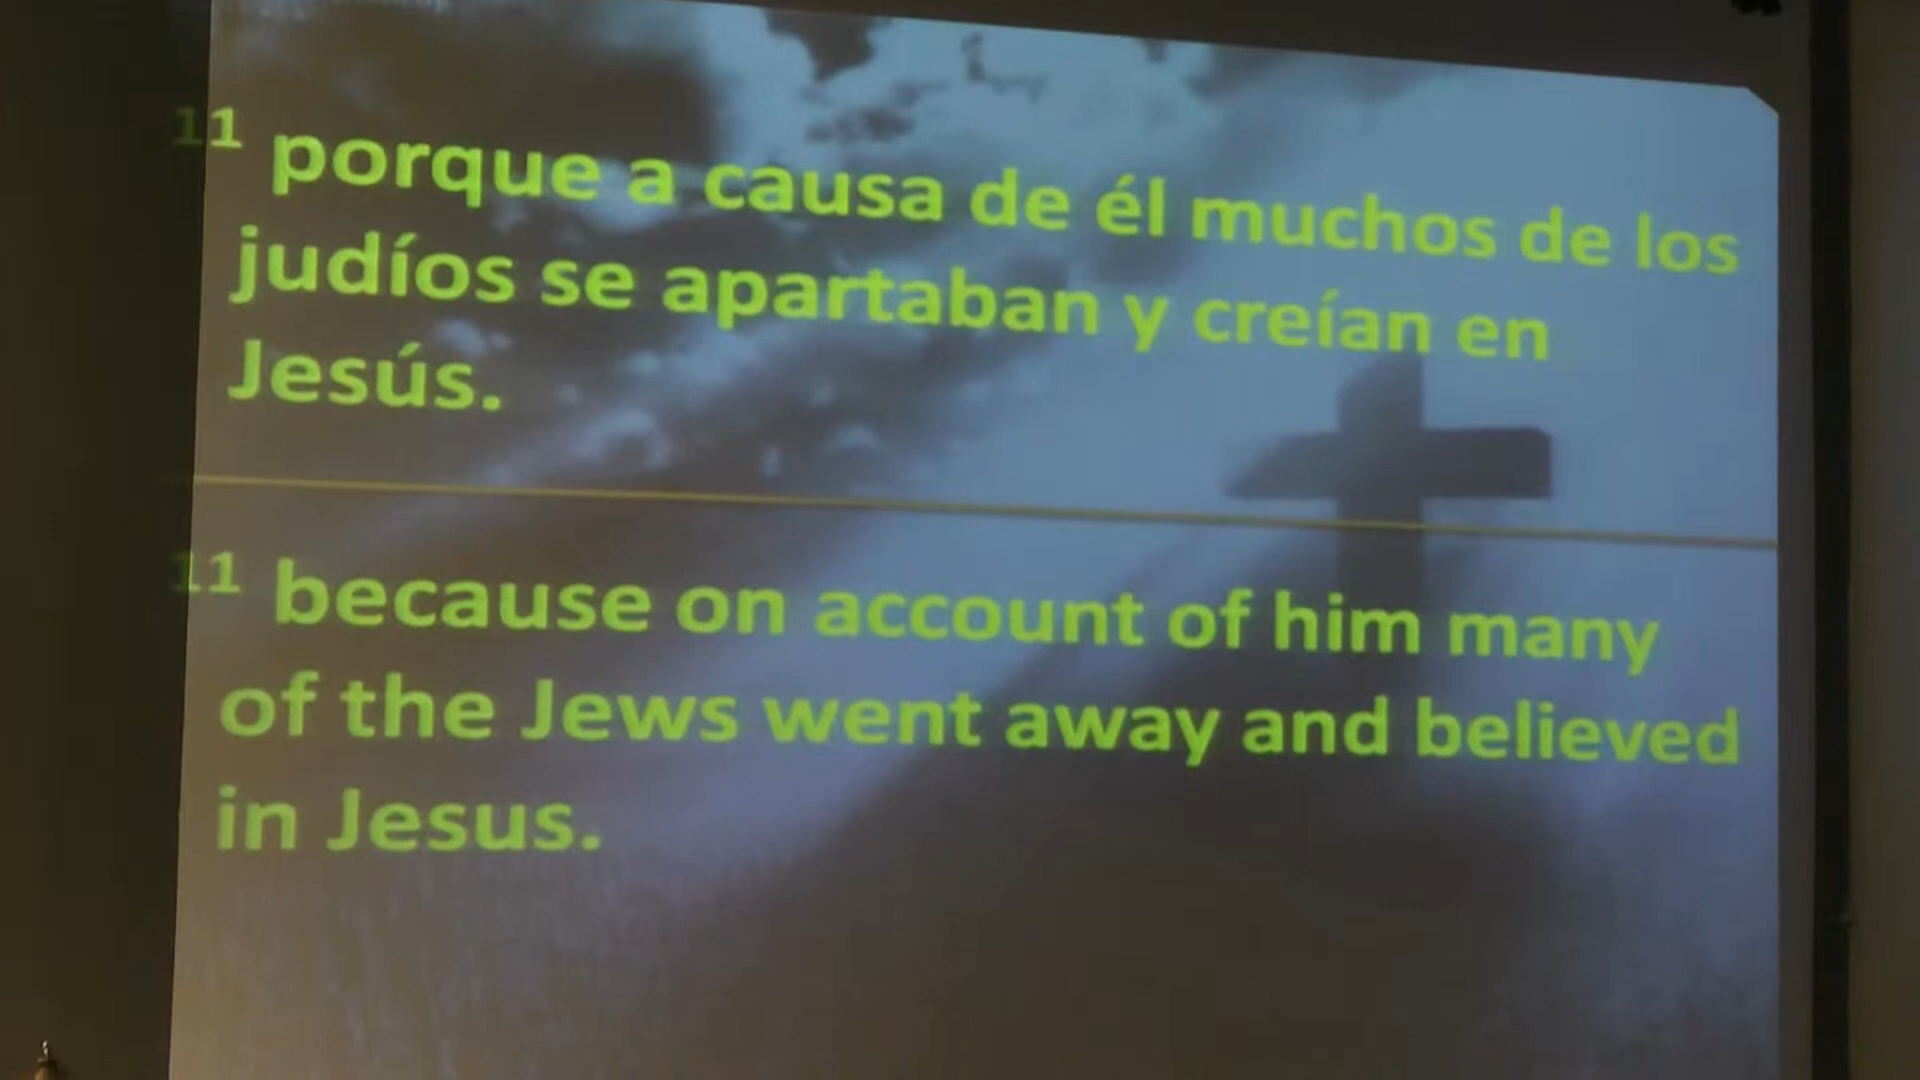 11 porque a causa de él muchos de los
judíos se apartaban y creían en
Jesús.
11 because on account of him many
of the Jews went away and believed
in Jesus.